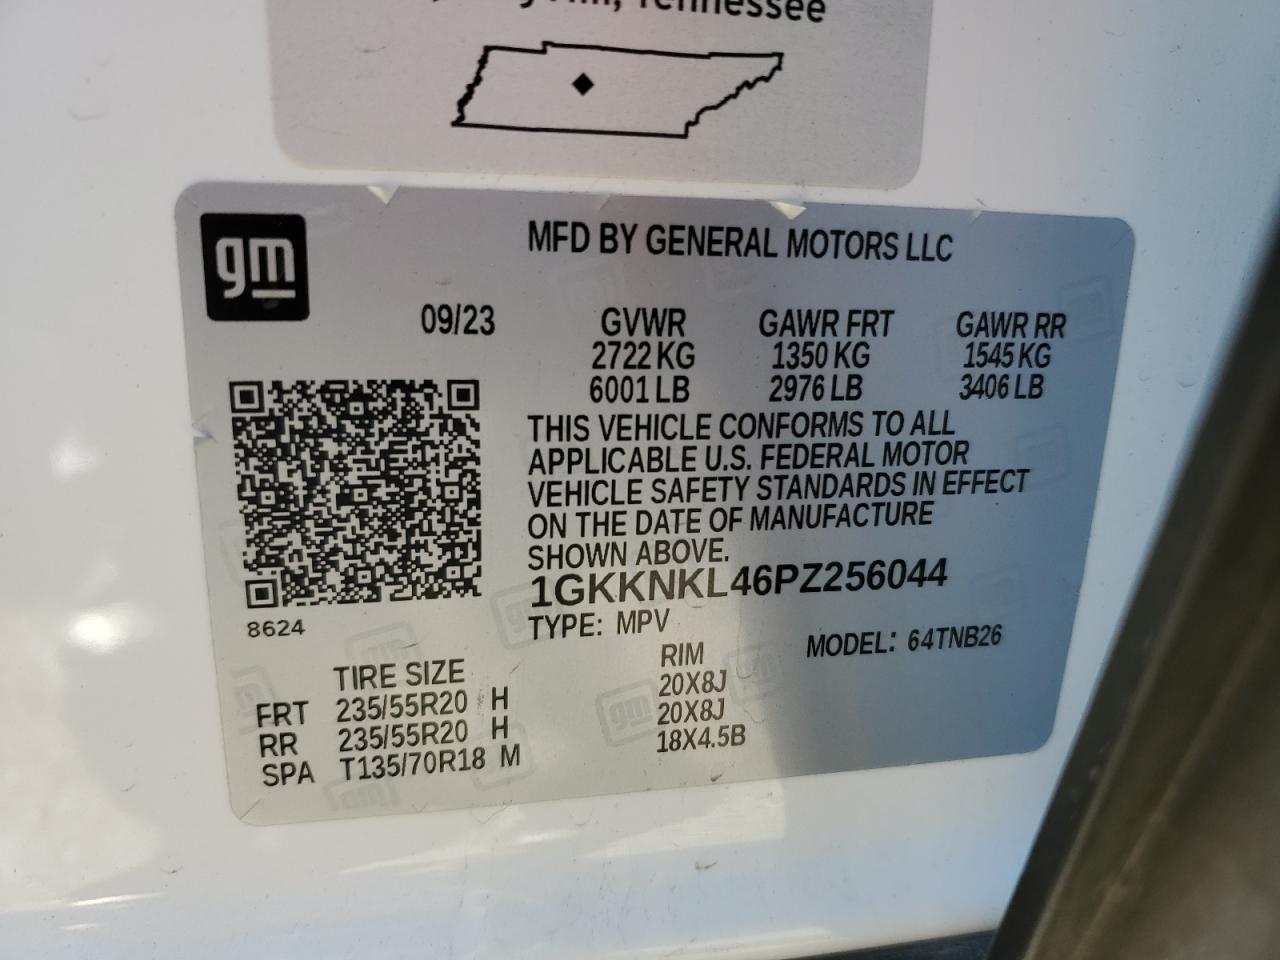 Tennessee
gm
MFD BY GENERAL MOTORS LLC
09/23 GVWR GAWR FRT GAWR RR
2722 KG 1350 KG 1545 KG
6001 LB 2976 LB 3406 LB
THIS VEHICLE CONFORMS TO ALL
APPLICABLE U.S. FEDERAL MOTOR
VEHICLE SAFETY STANDARDS IN EFFECT
ON THE DATE OF MANUFACTURE
SHOWN ABOVE.
1GKKNKL46PZ256044
8624
TYPE: MPV MODEL: 64TNB26
TIRE SIZE RIM
FRT 235/55R20 H 20X8J
RR 235/55R20 H 20X8J
SPA T135/70R18 M 18X4.5B